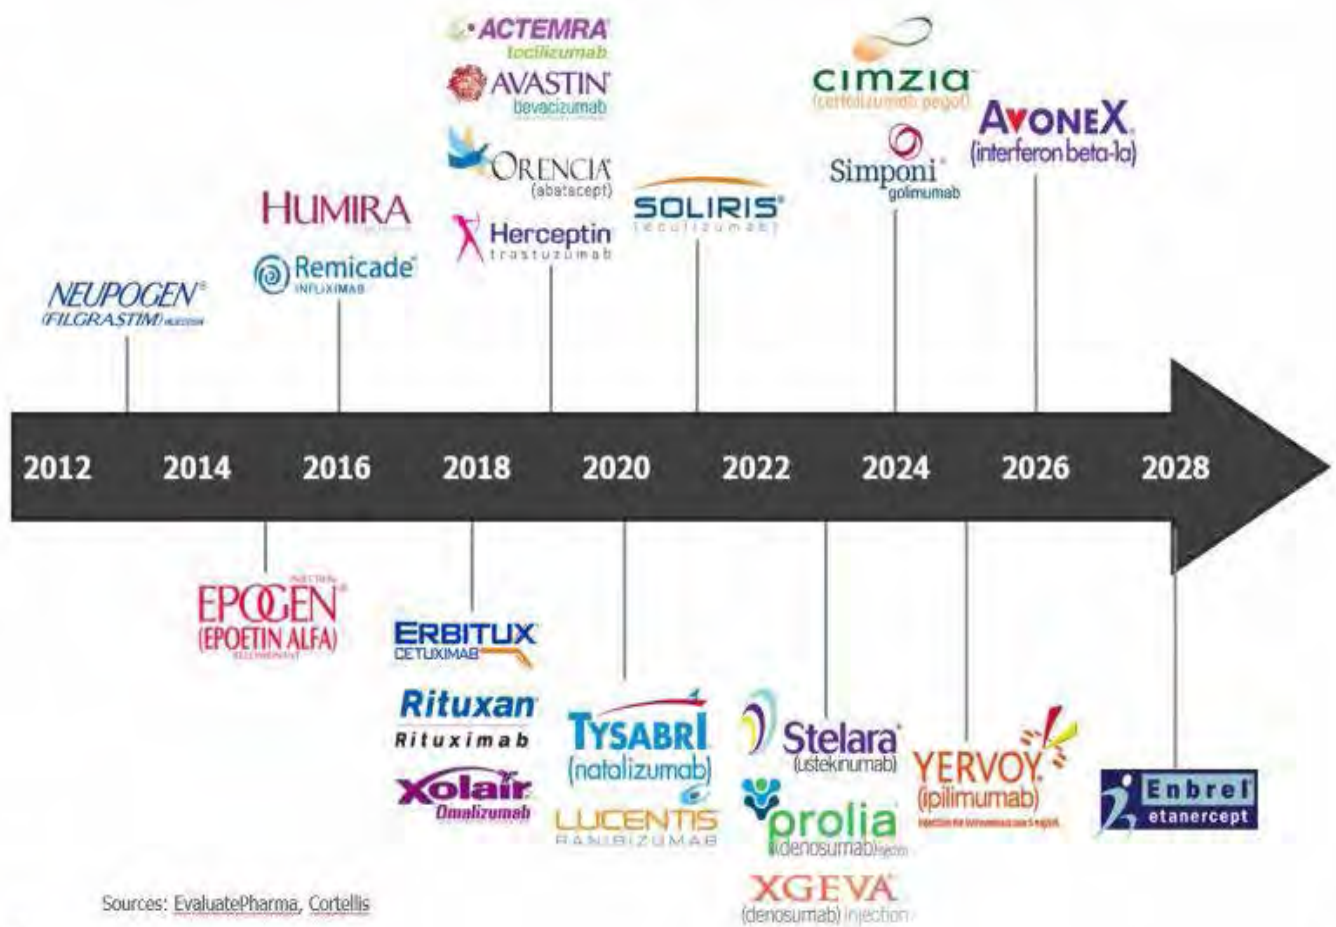 ACTEMRA
tocilizumab
AVASTIN
bevacizumab
ORENCIA
(abatacept)
Herceptin
trastuzumab
HUMIRA
Remicade
INFLIXIMAB
NEUPOGEN®
(FILGRASTIM)
SOLIRIS®
(eculizumab)
cimzia
(certolizumab pegol)
Simponi®
golimumab
AVONEX
(interferon beta-1a)
2012 2014 2016 2018 2020 2022 2024 2026 2028
EPOGEN®
(EPOETIN ALFA)
RECOMBINANT
ERBITUX
CETUXIMAB
Rituxan
Rituximab
Xolair
Omalizumab
TYSABRI
(natalizumab)
LUCENTIS
RANIBIZUMAB
Stelara®
(ustekinumab)
prolia
(denosumab)
XGEVA
(denosumab) injection
YERVOY
(ipilimumab)
Enbrel
etanercept
Sources: EvaluatePharma, Cortellis